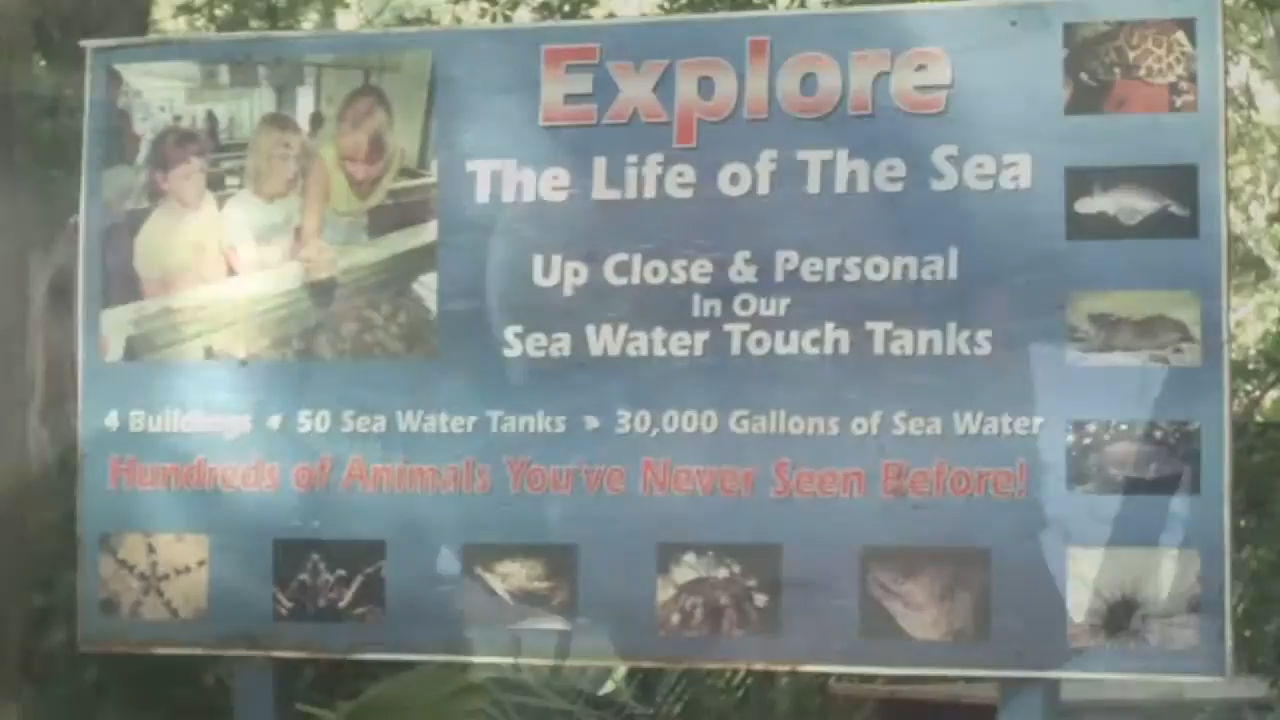 Explore
The Life of The Sea
Up Close & Personal
In Our
Sea Water Touch Tanks
4 Buildings 50 Sea Water Tanks 30,000 Gallons of Sea Water
Hundreds of Animals You've Never Seen Before!